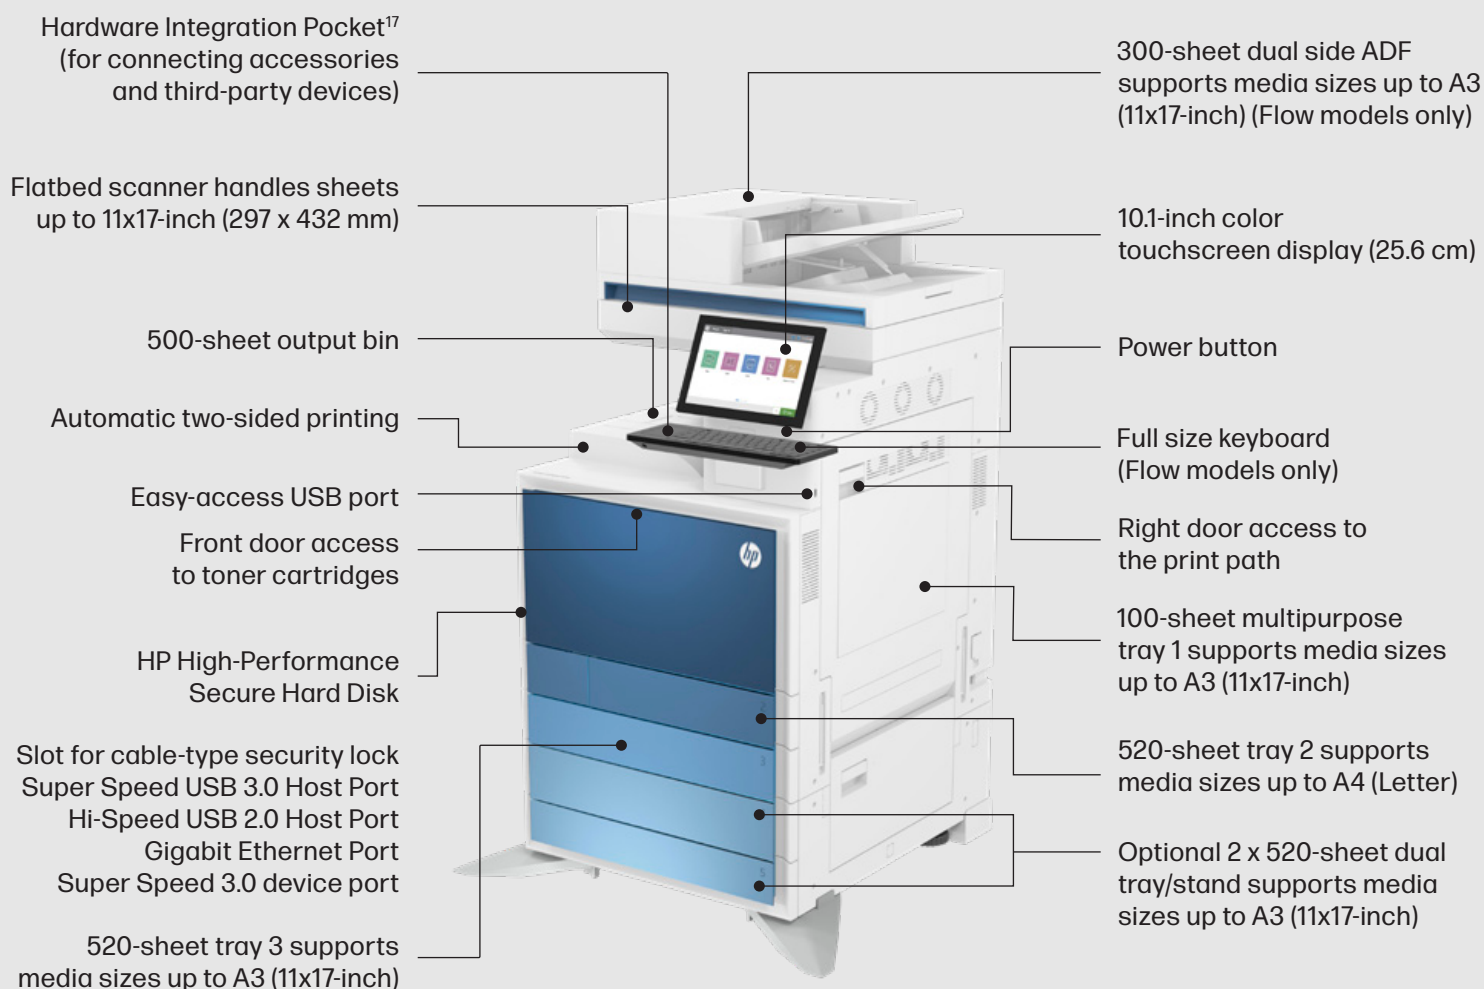 Hardware Integration Pocket¹⁷
(for connecting accessories
and third-party devices)
Flatbed scanner handles sheets
up to 11x17-inch (297 x 432 mm)
500-sheet output bin
Automatic two-sided printing
Easy-access USB port
Front door access
to toner cartridges
HP High-Performance
Secure Hard Disk
Slot for cable-type security lock
Super Speed USB 3.0 Host Port
Hi-Speed USB 2.0 Host Port
Gigabit Ethernet Port
Super Speed 3.0 device port
520-sheet tray 3 supports
media sizes up to A3 (11x17-inch)
300-sheet dual side ADF
supports media sizes up to A3
(11x17-inch) (Flow models only)
10.1-inch color
touchscreen display (25.6 cm)
Power button
Full size keyboard
(Flow models only)
Right door access to
the print path
100-sheet multipurpose
tray 1 supports media sizes
up to A3 (11x17-inch)
520-sheet tray 2 supports
media sizes up to A4 (Letter)
Optional 2 x 520-sheet dual
tray/stand supports media
sizes up to A3 (11x17-inch)
hp
2
3
5